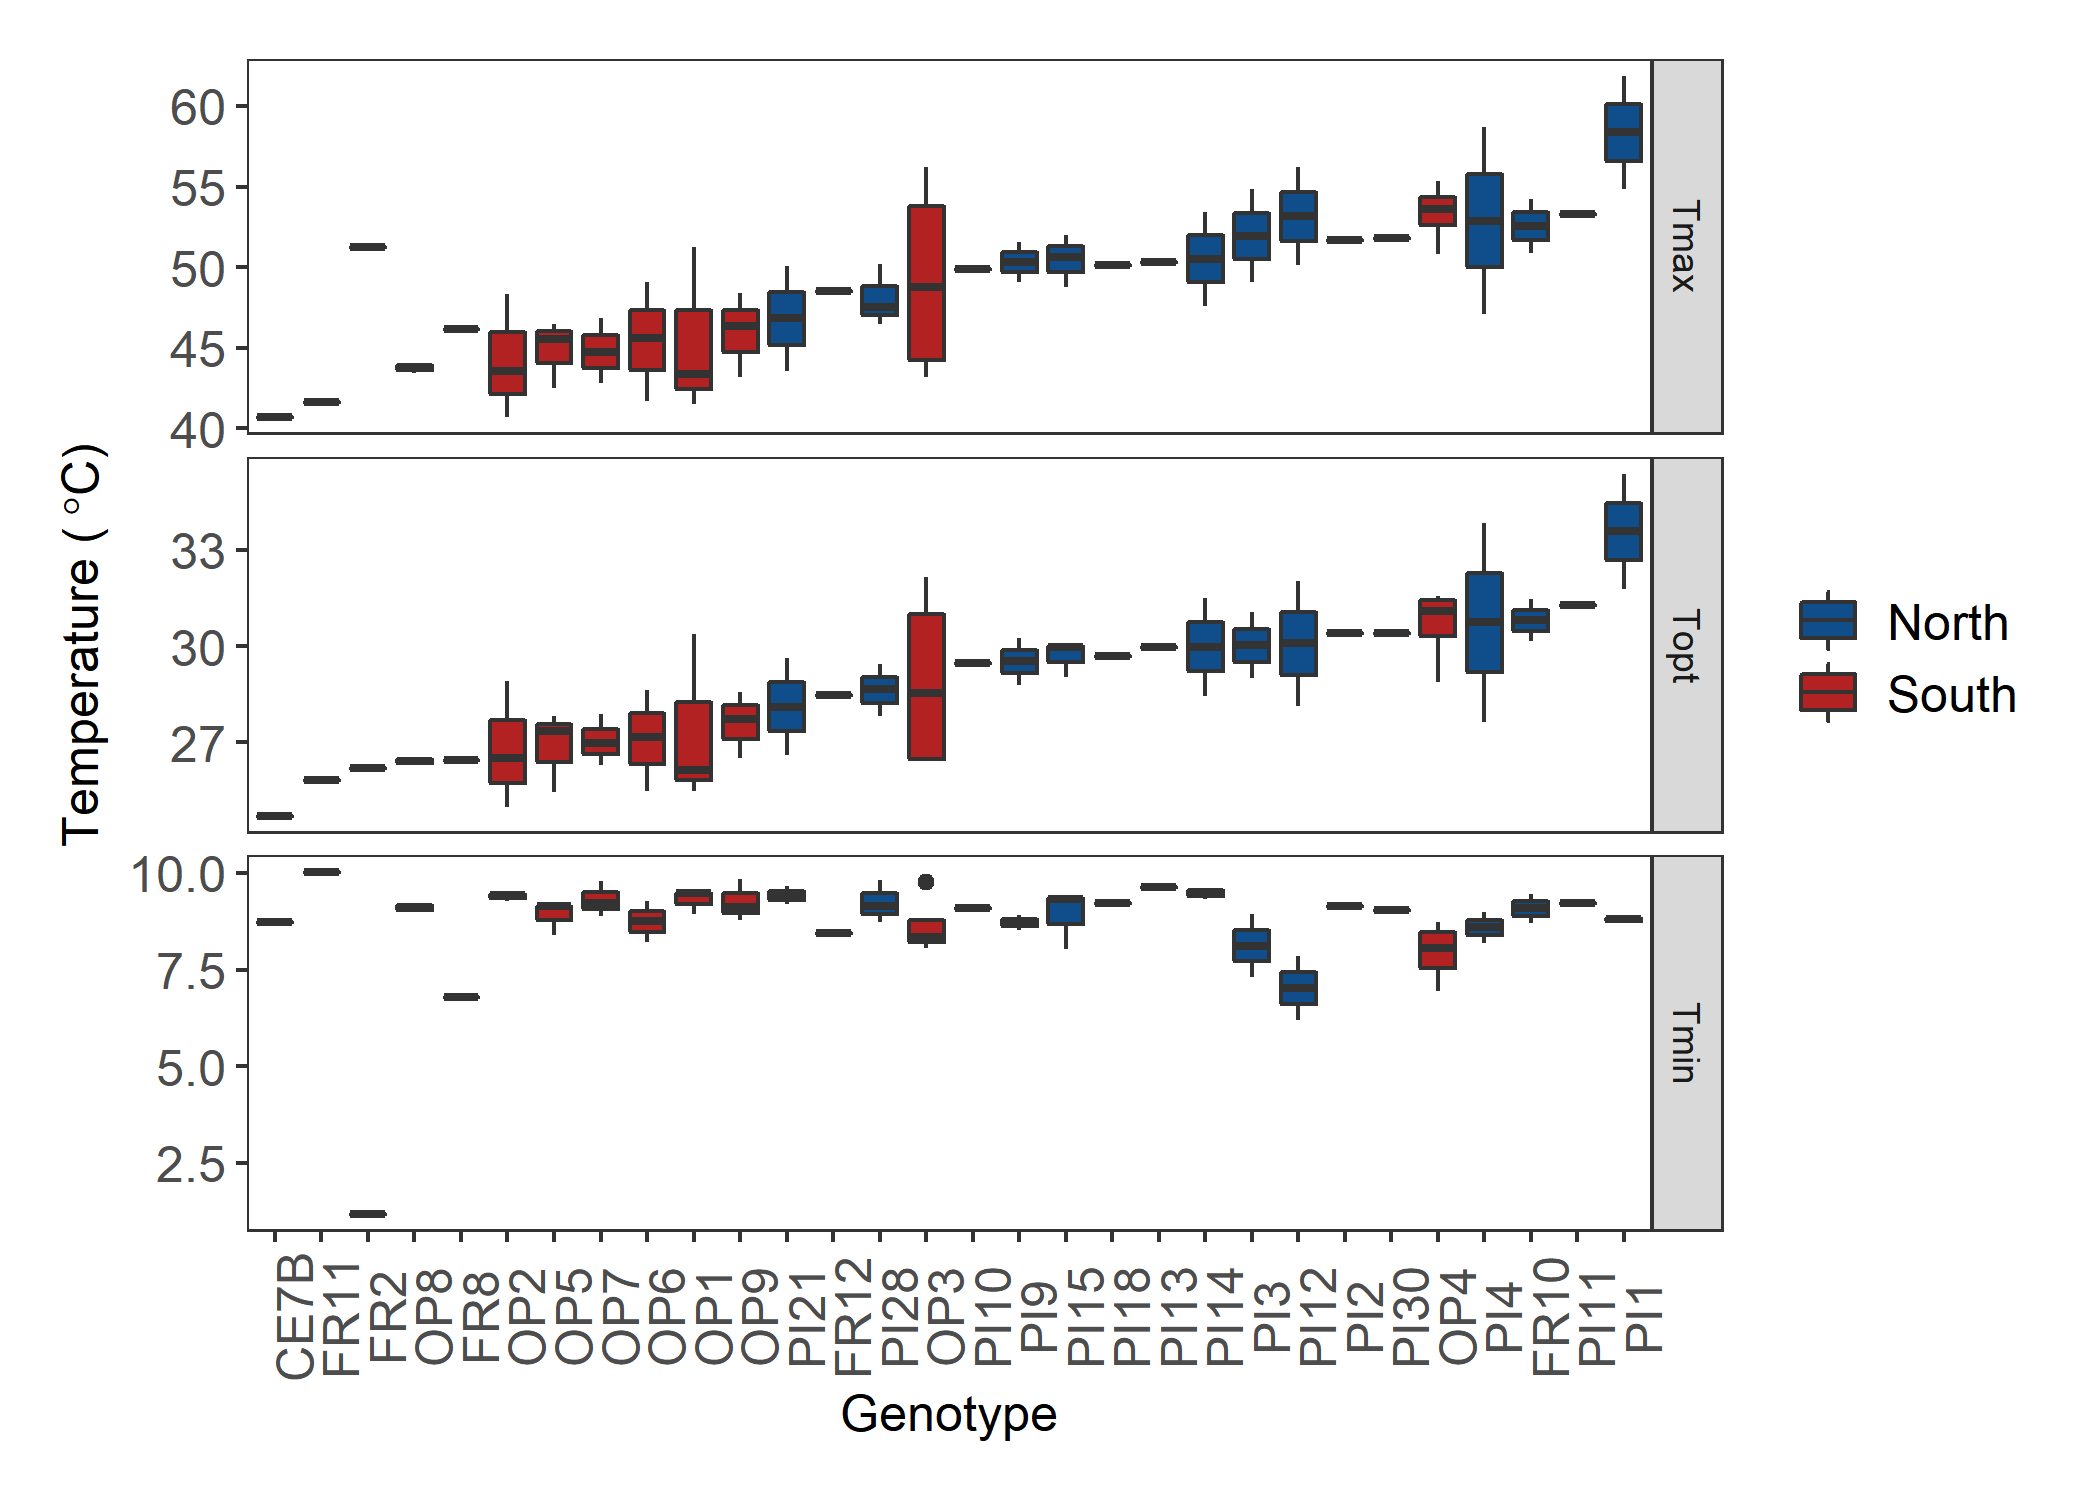 60
55
50
45
40
Tmax
33
30
27
Topt
10.0
7.5
5.0
2.5
Tmin
Temperature ( °C)
CE7B
FR11
FR2
OP8
FR8
OP2
OP5
OP7
OP6
OP1
OP9
PI21
FR12
PI28
OP3
PI10
PI9
PI15
PI18
PI13
PI14
PI3
PI12
PI2
PI30
OP4
PI4
FR10
PI11
PI1
Genotype
North
South